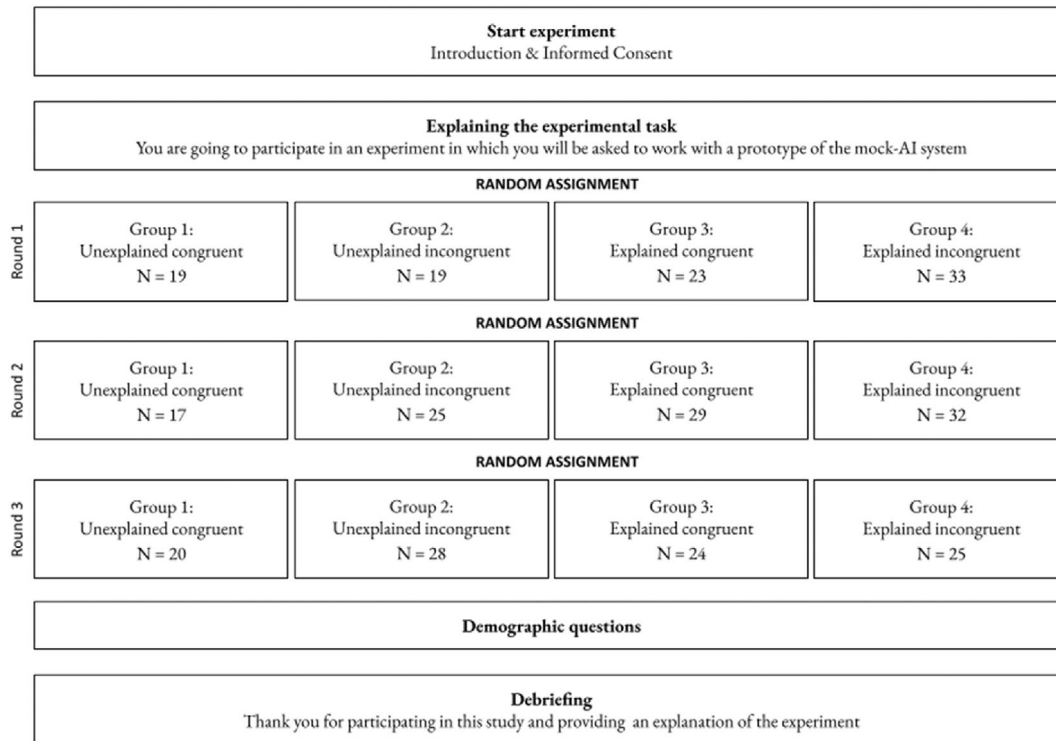 Start experiment
Introduction & Informed Consent
Explaining the experimental task
You are going to participate in an experiment in which you will be asked to work with a prototype of the mock-AI system
RANDOM ASSIGNMENT
Round 1
Group 1:
Unexplained congruent
N = 19
Group 2:
Unexplained incongruent
N = 19
Group 3:
Explained congruent
N = 23
Group 4:
Explained incongruent
N = 33
RANDOM ASSIGNMENT
Round 2
Group 1:
Unexplained congruent
N = 17
Group 2:
Unexplained incongruent
N = 25
Group 3:
Explained congruent
N = 29
Group 4:
Explained incongruent
N = 32
RANDOM ASSIGNMENT
Round 3
Group 1:
Unexplained congruent
N = 20
Group 2:
Unexplained incongruent
N = 28
Group 3:
Explained congruent
N = 24
Group 4:
Explained incongruent
N = 25
Demographic questions
Debriefing
Thank you for participating in this study and providing an explanation of the experiment